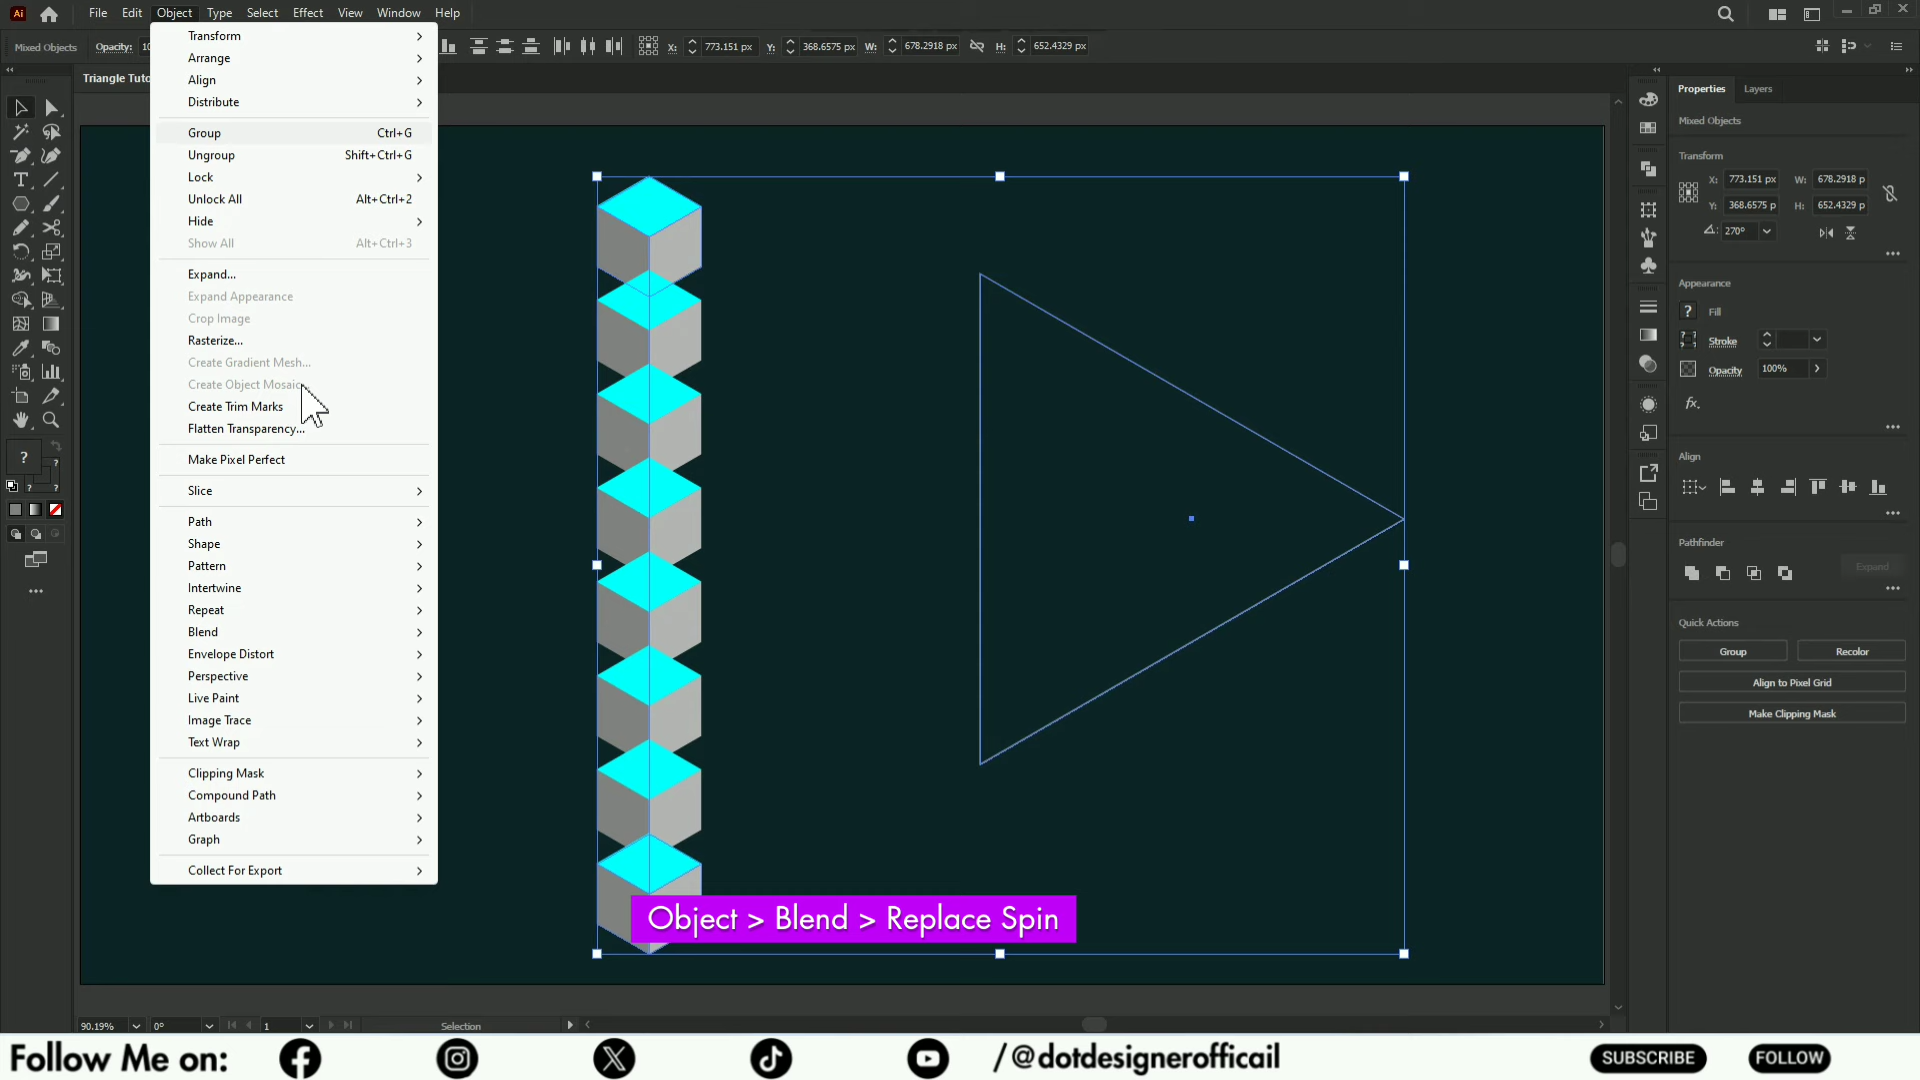 Ai File Edit Object Type Select Effect View Window Help
Mixed Objects Opacity: 10 X: 773.151 px Y: 368.6575 px W: 678.2918 px H: 652.4329 px
Triangle Tuto
Transform
Arrange
Align
Distribute
Group Ctrl+G
Ungroup Shift+Ctrl+G
Lock
Unlock All Alt+Ctrl+2
Hide
Show All Alt+Ctrl+3
Expand...
Expand Appearance
Crop Image
Rasterize...
Create Gradient Mesh...
Create Object Mosaic
Create Trim Marks
Flatten Transparency...
Make Pixel Perfect
Slice
Path
Shape
Pattern
Intertwine
Repeat
Blend
Envelope Distort
Perspective
Live Paint
Image Trace
Text Wrap
Clipping Mask
Compound Path
Artboards
Graph
Collect For Export
Properties Layers
Mixed Objects
Transform
X: 773.151 px W: 678.2918 p
Y: 368.6575 p H: 652.4329 p
270°
Appearance
? Fill
Stroke
Opacity 100%
fx.
Align
Pathfinder
Expand
Quick Actions
Group Recolor
Align to Pixel Grid
Make Clipping Mask
Object > Blend > Replace Spin
90.19% 0° 1 Selection
Follow Me on: /@dotdesignerofficail SUBSCRIBE FOLLOW